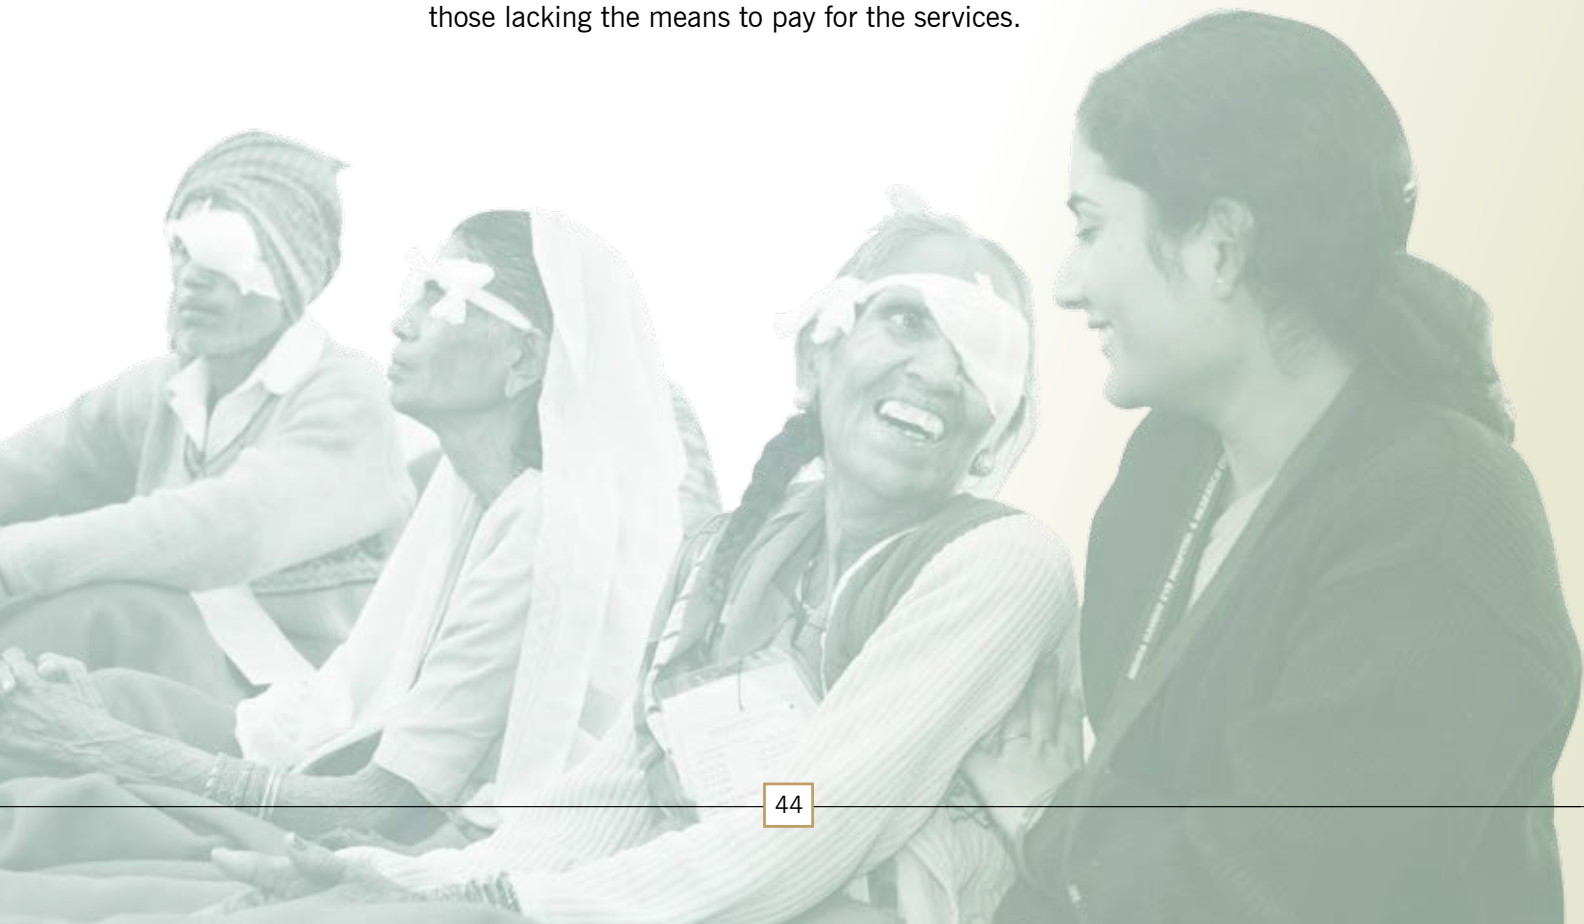 those lacking the means to pay for the services.
44